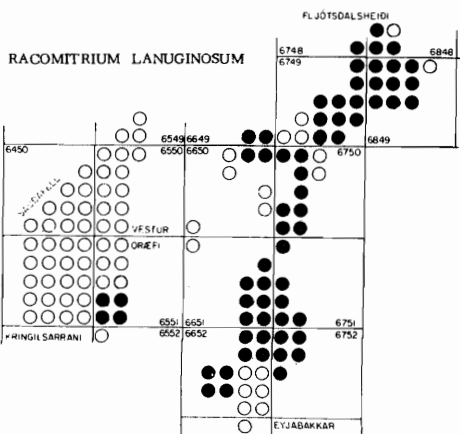 FLJÓTSDALSHEIÐI
RACOMITRIUM LANUGINOSUM
6748 6848
6749
6549 6649 6849
6450 6550 6650 6750
VESTUR
ÖRÆFI
6551 6651 6751
KRINGILSÁRRANI 6552 6652 6752
EYJABAKKAR